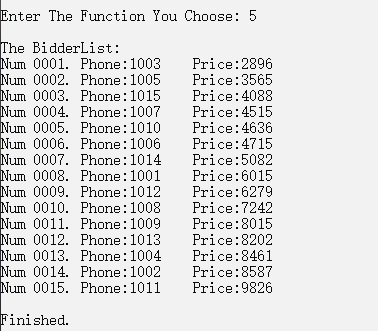 Enter The Function You Choose: 5
The BidderList:
Num 0001. Phone:1003 Price:2896
Num 0002. Phone:1005 Price:3565
Num 0003. Phone:1015 Price:4088
Num 0004. Phone:1007 Price:4515
Num 0005. Phone:1010 Price:4636
Num 0006. Phone:1006 Price:4715
Num 0007. Phone:1014 Price:5082
Num 0008. Phone:1001 Price:6015
Num 0009. Phone:1012 Price:6279
Num 0010. Phone:1008 Price:7242
Num 0011. Phone:1009 Price:8015
Num 0012. Phone:1013 Price:8202
Num 0013. Phone:1004 Price:8461
Num 0014. Phone:1002 Price:8587
Num 0015. Phone:1011 Price:9826
Finished.